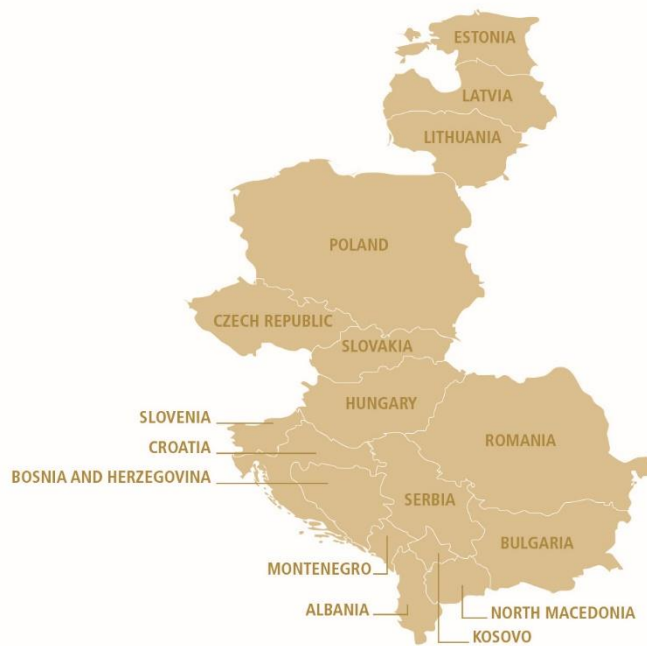 ESTONIA
LATVIA
LITHUANIA
POLAND
CZECH REPUBLIC
SLOVAKIA
HUNGARY
SLOVENIA
ROMANIA
CROATIA
BOSNIA AND HERZEGOVINA
SERBIA
BULGARIA
MONTENEGRO
ALBANIA
NORTH MACEDONIA
KOSOVO